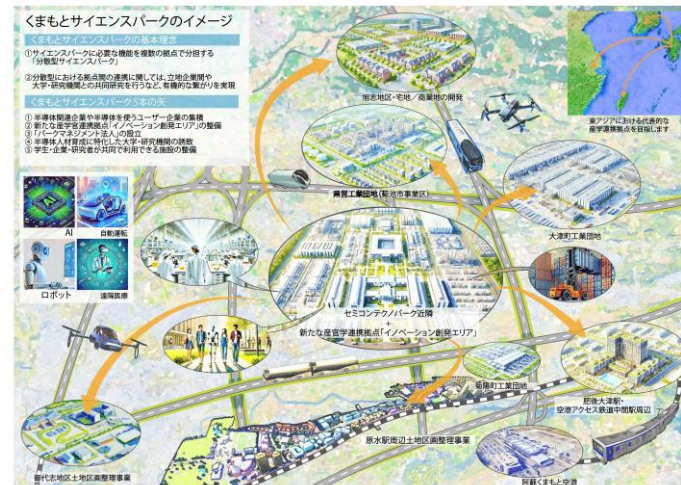 くまもとサイエンスパークのイメージ
くまもとサイエンスパークの基本理念
①サイエンスパークに必要な機能を複数の拠点で分担する
「分散型サイエンスパーク」
②分散型における拠点間の連携に関しては、立地企業間や
大学・研究機関との共同研究を行うなど、有機的な繋がりを実現
くまもとサイエンスパーク5本の矢
① 半導体関連企業や半導体を使うユーザー企業の集積
② 新たな産学官連携拠点「イノベーション創発エリア」の整備
③ 「パークマネジメント法人」の設立
④ 半導体人材育成に特化した大学・研究機関の誘致
⑤ 学生・企業・研究者が共同で利用できる施設の整備
AI
AI
自動運転
ロボット
遠隔医療
旭志地区・宅地／商業地の開発
東アジアにおける代表的な
産学連携拠点を目指します
県営工業団地(菊池市事業区)
大津町工業団地
セミコンテクノパーク近隣
+
新たな産官学連携拠点「イノベーション創発エリア」
菊陽町工業団地
肥後大津駅・
空港アクセス鉄道中間駅周辺
原水駅周辺土地区画整理事業
御代志地区土地区画整理事業
阿蘇くまもと空港